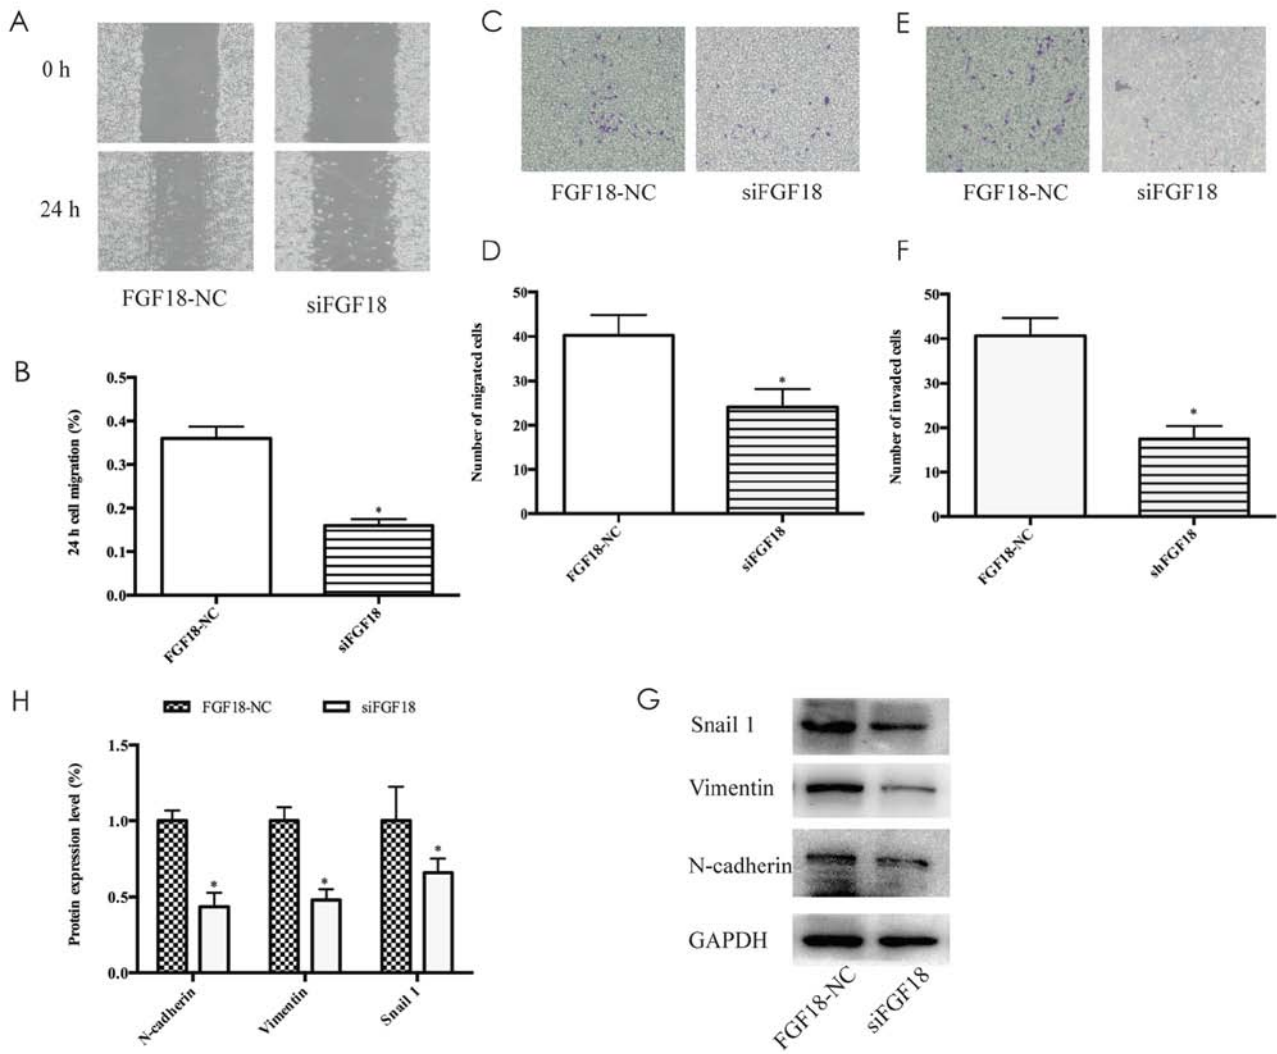 A
0 h
24 h
FGF18-NC
siFGF18
C
FGF18-NC
siFGF18
E
FGF18-NC
siFGF18
B
24 h cell migration (%)
0.5
0.4
0.3
0.2
0.1
0.0
*
FGF18-NC
siFGF18
D
Number of migrated cells
50
40
30
20
10
0
*
FGF18-NC
siFGF18
F
Number of invaded cells
50
40
30
20
10
0
*
FGF18-NC
shFGF18
H
FGF18-NC
siFGF18
Protein expression level (%)
1.5
1.0
0.5
0.0
*
*
*
N-cadherin
Vimentin
Snail 1
G
Snail 1
Vimentin
N-cadherin
GAPDH
FGF18-NC
siFGF18